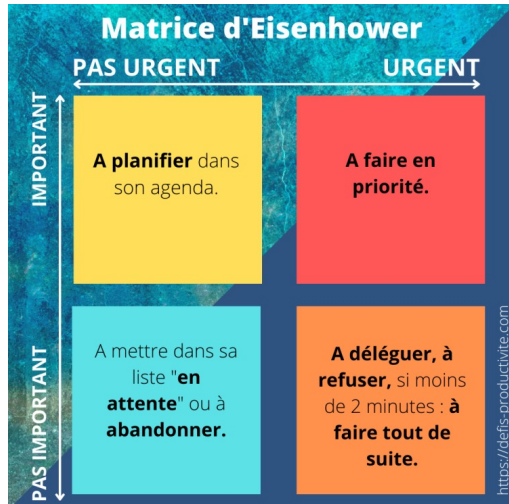 Matrice d'Eisenhower
PAS URGENT
URGENT
IMPORTANT
A planifier dans
son agenda.
A faire en
priorité.
PAS IMPORTANT
A mettre dans sa
liste "en
attente" ou à
abandonner.
A déléguer, à
refuser, si moins
de 2 minutes : à
faire tout de
suite.
https://defis-productivite.com